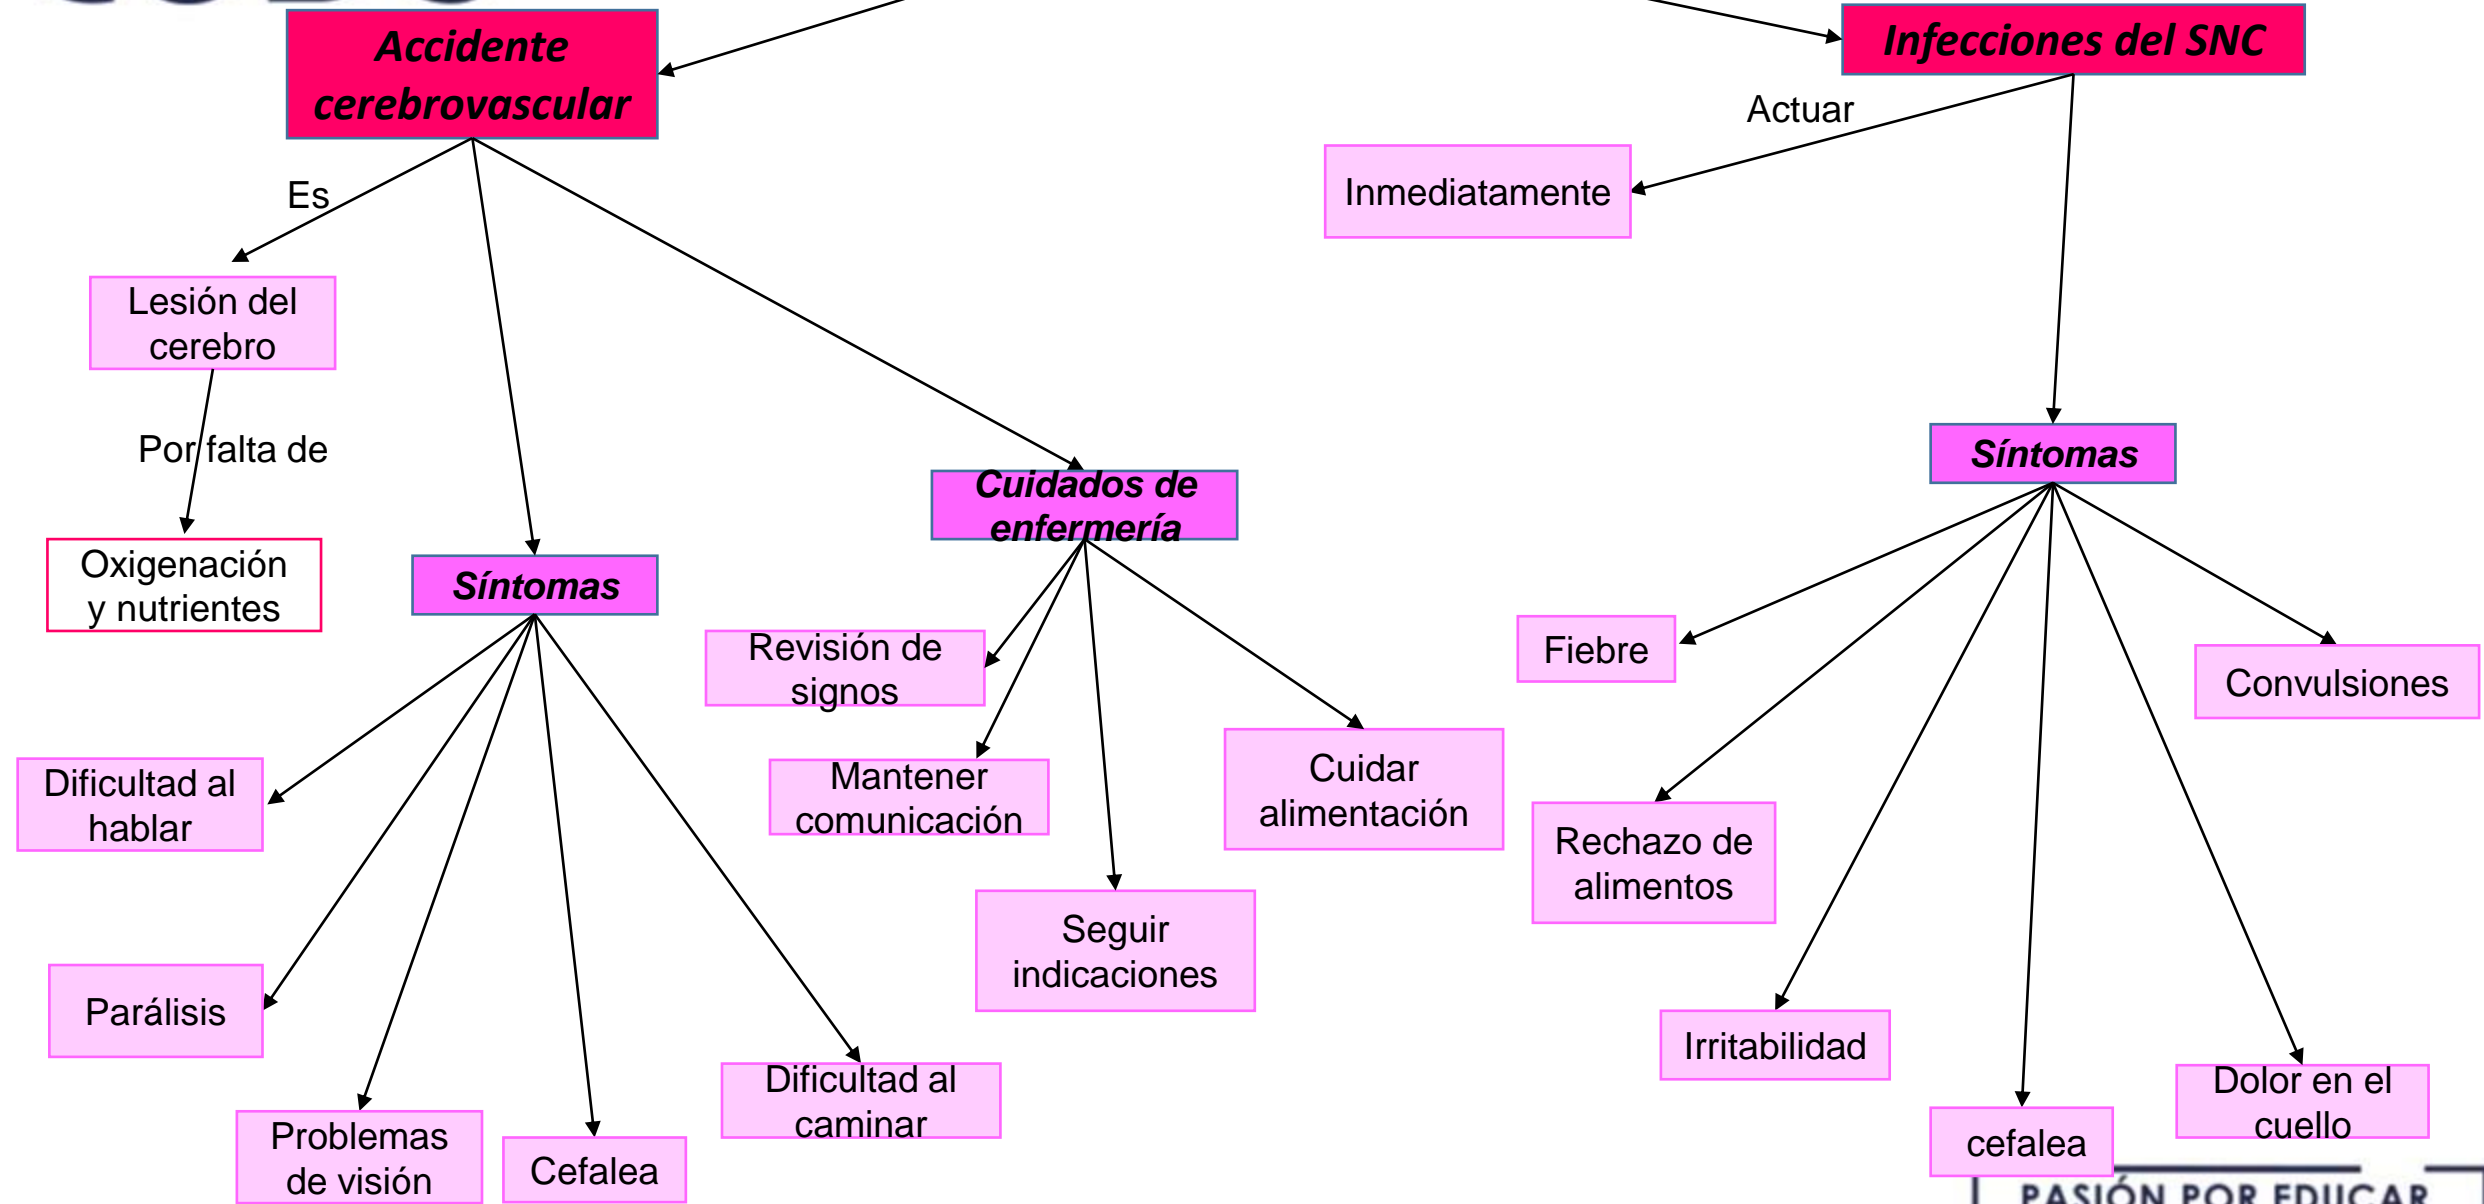 Accidente
cerebrovascular
Es
Lesión del
cerebro
Por falta de
Oxigenación
y nutrientes
Síntomas
Dificultad al
hablar
Parálisis
Problemas
de visión
Cefalea
Dificultad al
caminar
Cuidados de
enfermería
Revisión de
signos
Mantener
comunicación
Seguir
indicaciones
Cuidar
alimentación
Infecciones del SNC
Actuar
Inmediatamente
Síntomas
Fiebre
Rechazo de
alimentos
Irritabilidad
cefalea
Dolor en el
cuello
Convulsiones
PASIÓN POR EDUCAR